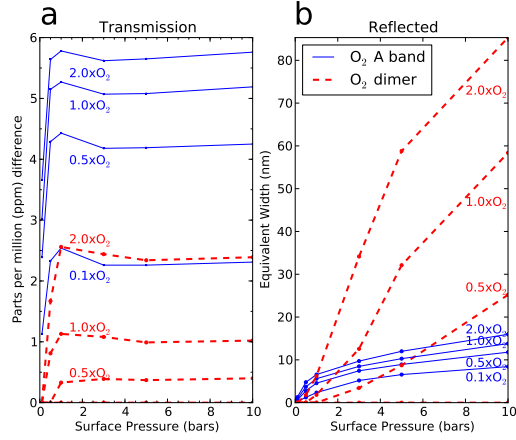 a
Transmission
Parts per million (ppm) difference
6
5
4
3
2
1
0
2.0xO₂
1.0xO₂
0.5xO₂
2.0xO₂
0.1xO₂
1.0xO₂
0.5xO₂
0 2 4 6 8 10
Surface Pressure (bars)
b
Reflected
O₂ A band
O₂ dimer
Equivalent Width (nm)
80
70
60
50
40
30
20
10
0
2.0xO₂
1.0xO₂
0.5xO₂
2.0xO₂
1.0xO₂
0.5xO₂
0.1xO₂
0 2 4 6 8 10
Surface Pressure (bars)